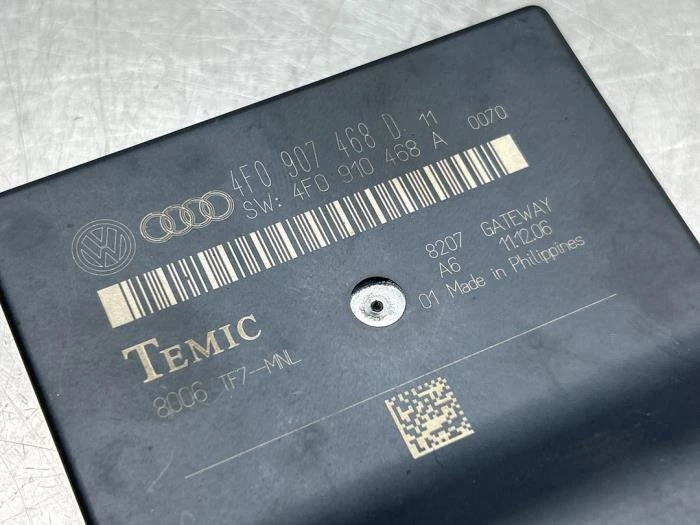 4F0 907 468 D. 11
SW: 4F0 910 468 A 0070
8207 GATEWAY
A6 11.12.06
01 Made in Philippines
TEMIC
8006 TF7--MNL